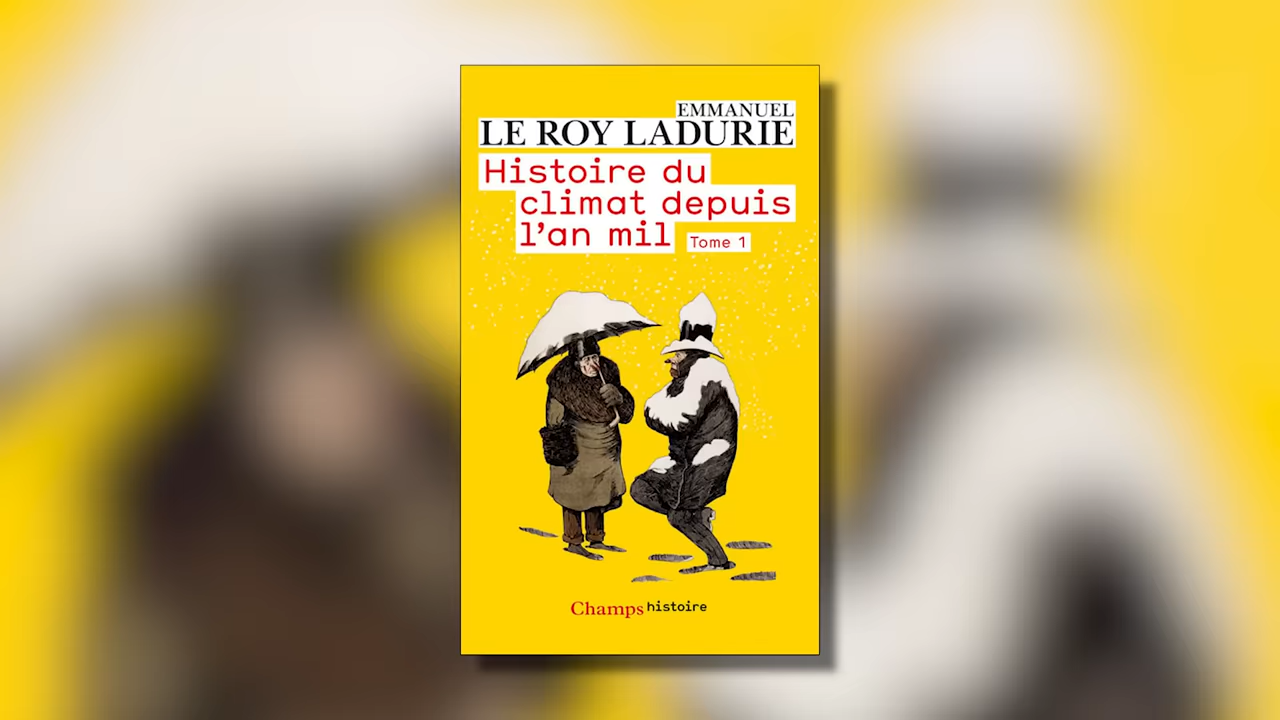 EMMANUEL
LE ROY LADURIE
Histoire du
climat depuis
l'an mil Tome 1
Champs histoire